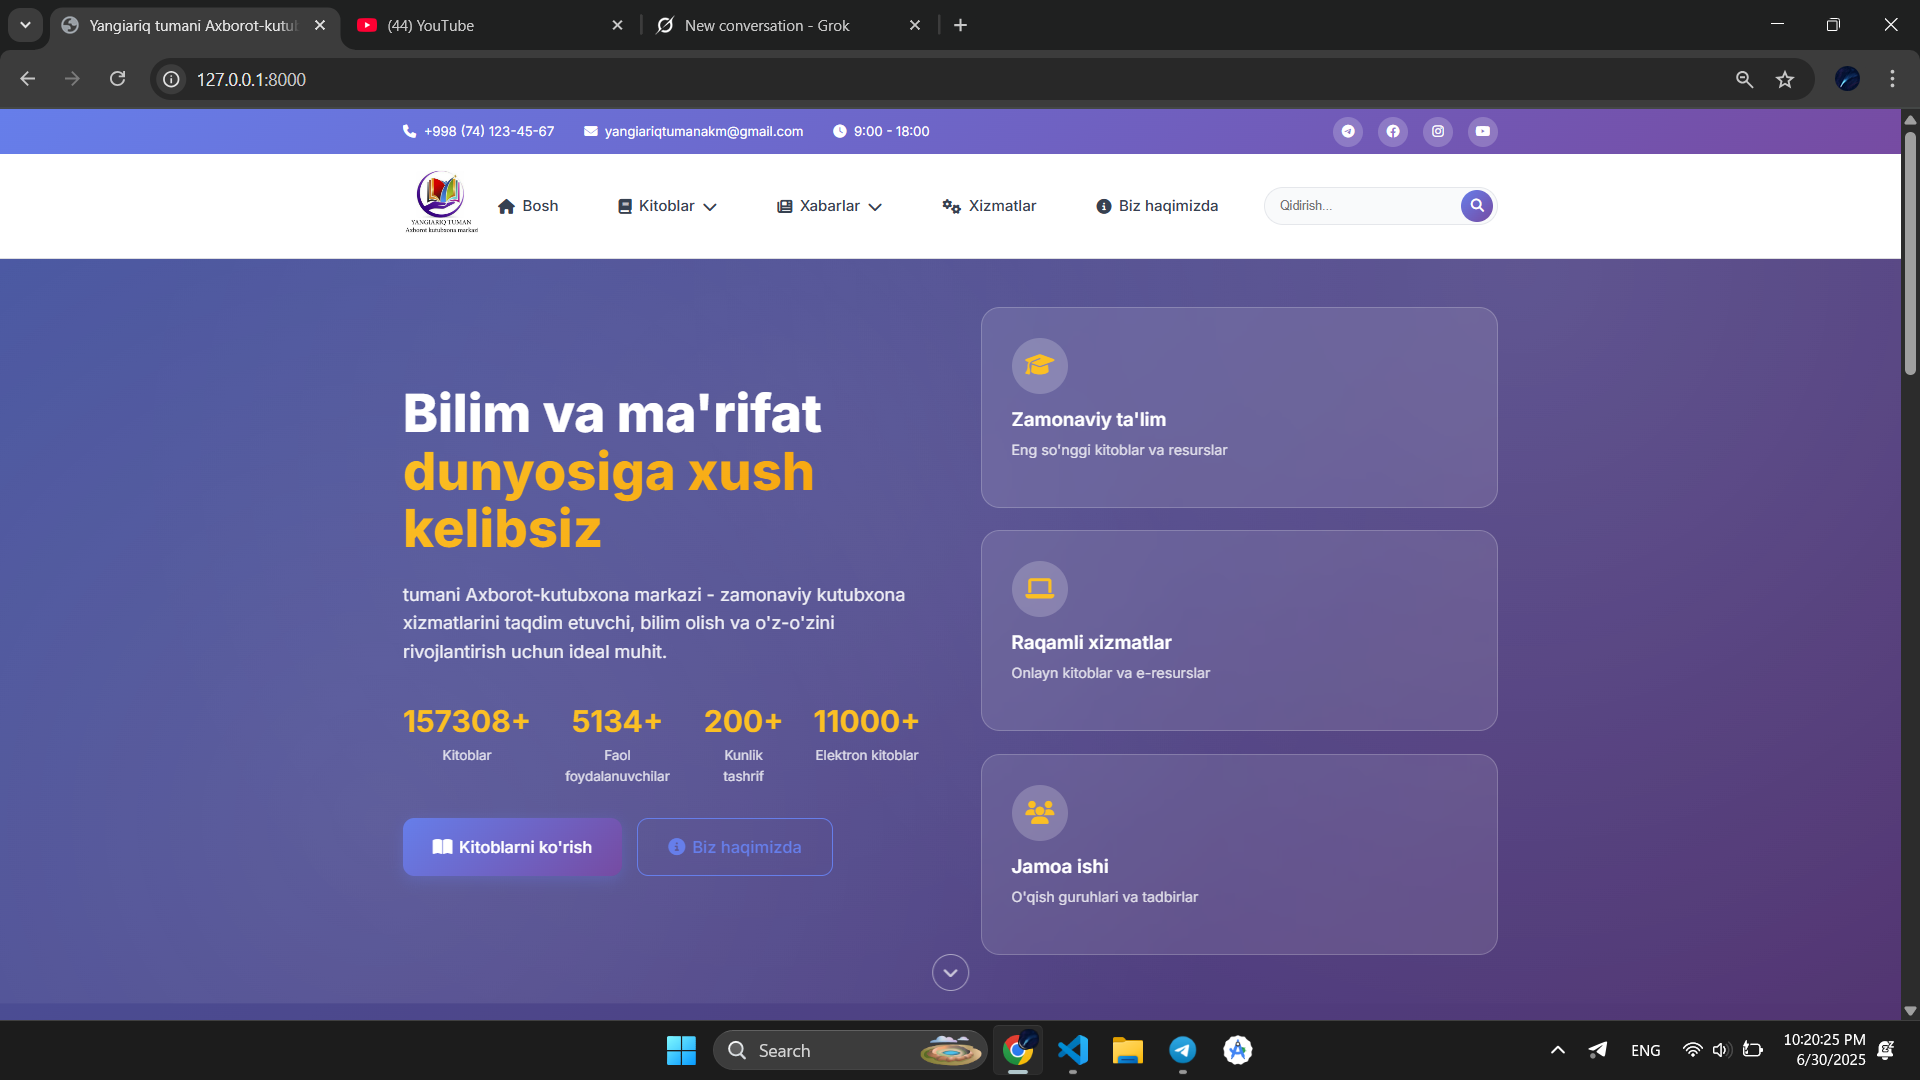 Yangiariq tumani Axborot-kutub
(44) YouTube
New conversation - Grok
127.0.0.1:8000
+998 (74) 123-45-67
yangiariqtumanakm@gmail.com
9:00 - 18:00
YANGIARIQ TUMAN
Axborot kutubxona markazi
Bosh
Kitoblar
Xabarlar
Xizmatlar
Biz haqimizda
Qidirish...
Bilim va ma'rifat
dunyosiga xush
kelibsiz
tumani Axborot-kutubxona markazi - zamonaviy kutubxona
xizmatlarini taqdim etuvchi, bilim olish va o'z-o'zini
rivojlantirish uchun ideal muhit.
157308+
Kitoblar
5134+
Faol
foydalanuvchilar
200+
Kunlik
tashrif
11000+
Elektron kitoblar
Kitoblarni ko'rish
Biz haqimizda
Zamonaviy ta'lim
Eng so'nggi kitoblar va resurslar
Raqamli xizmatlar
Onlayn kitoblar va e-resurslar
Jamoa ishi
O'qish guruhlari va tadbirlar
Search
ENG
10:20:25 PM
6/30/2025